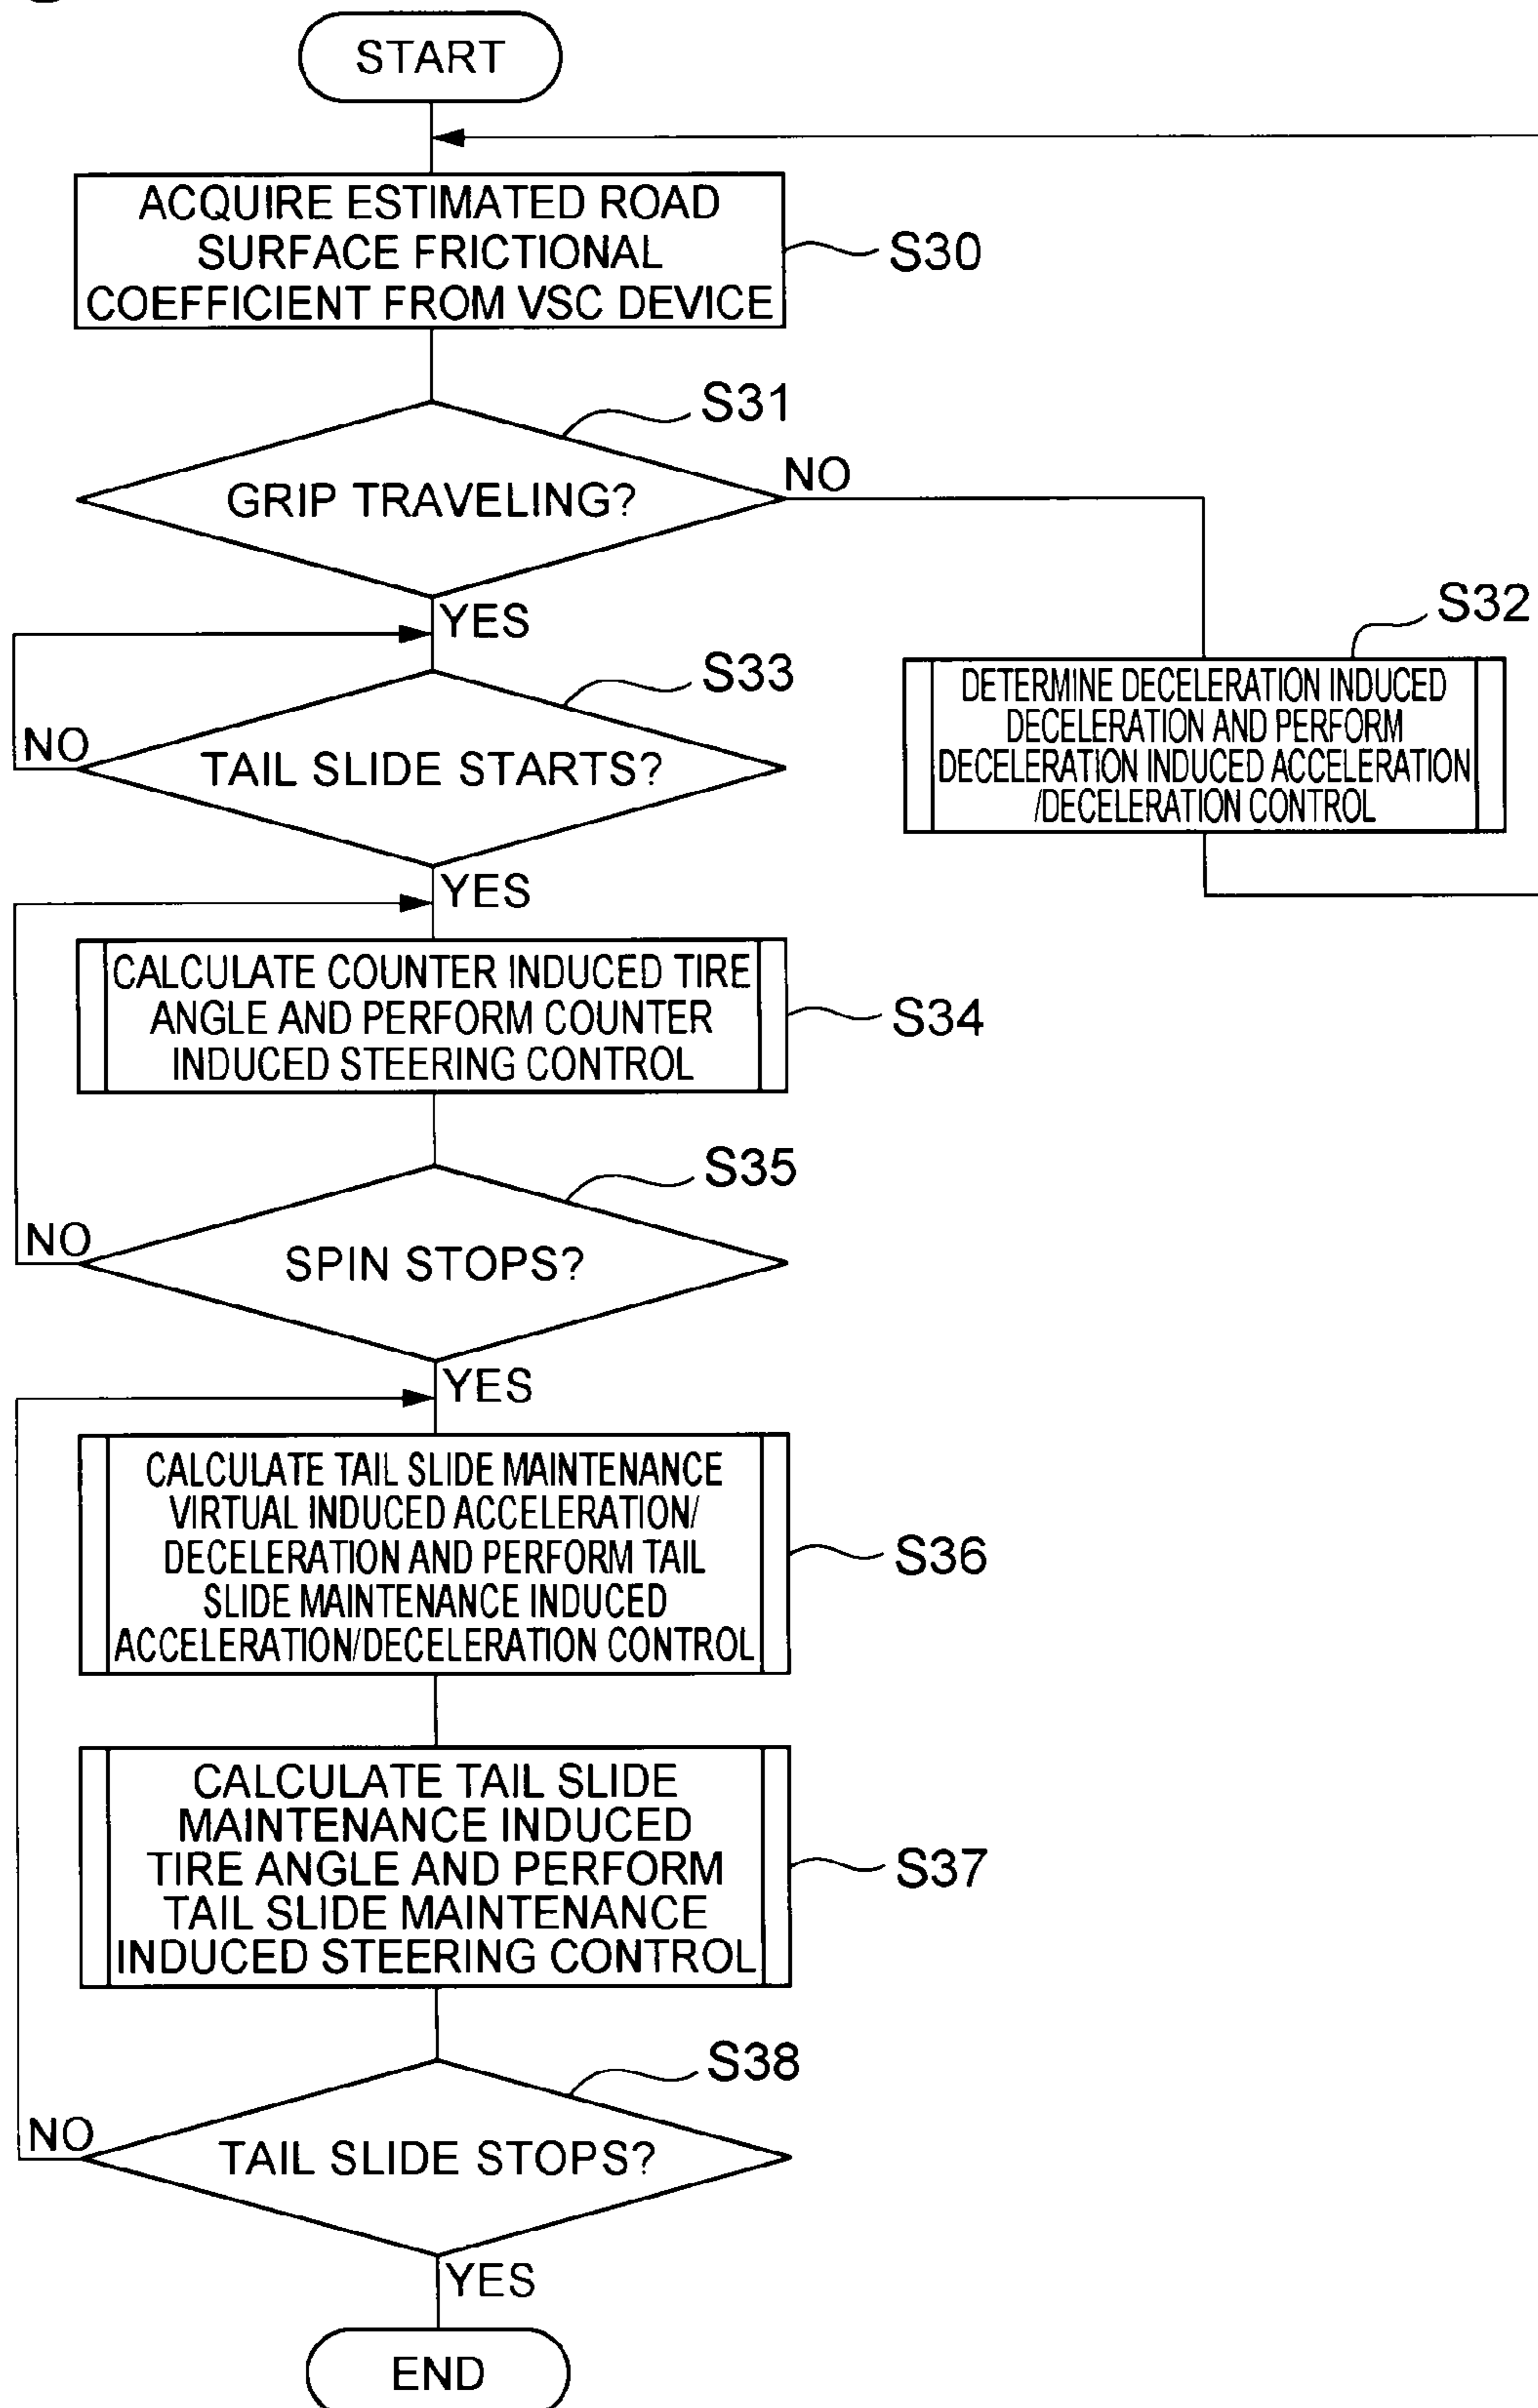 START
ACQUIRE ESTIMATED ROAD
SURFACE FRICTIONAL
COEFFICIENT FROM VSC DEVICE
S30
S31
GRIP TRAVELING?
NO
YES
S32
DETERMINE DECELERATION INDUCED
DECELERATION AND PERFORM
DECELERATION INDUCED ACCELERATION
/DECELERATION CONTROL
S33
NO
TAIL SLIDE STARTS?
YES
CALCULATE COUNTER INDUCED TIRE
ANGLE AND PERFORM COUNTER
INDUCED STEERING CONTROL
S34
S35
NO
SPIN STOPS?
YES
CALCULATE TAIL SLIDE MAINTENANCE
VIRTUAL INDUCED ACCELERATION/
DECELERATION AND PERFORM TAIL
SLIDE MAINTENANCE INDUCED
ACCELERATION/DECELERATION CONTROL
S36
CALCULATE TAIL SLIDE
MAINTENANCE INDUCED
TIRE ANGLE AND PERFORM
TAIL SLIDE MAINTENANCE
INDUCED STEERING CONTROL
S37
S38
NO
TAIL SLIDE STOPS?
YES
END